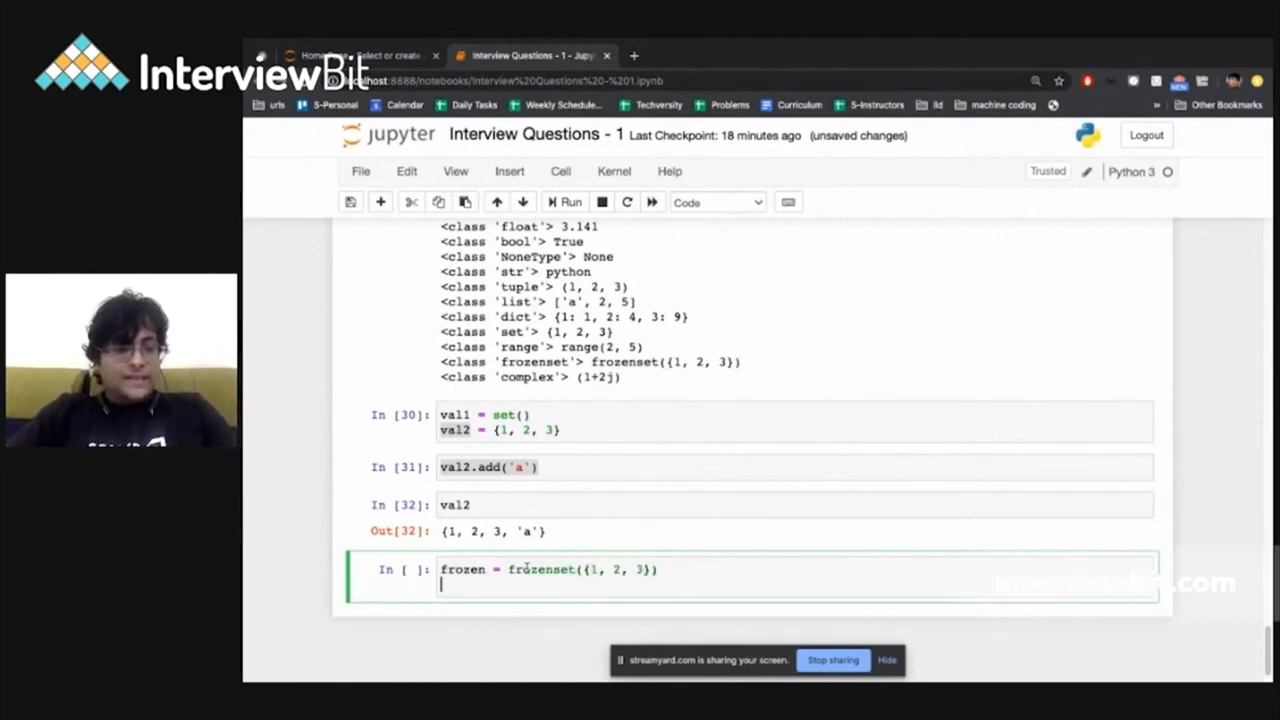 InterviewBit
Home Page - Select or create
Interview Questions - 1 - Jupy
localhost:8888/notebooks/Interview%20Questions%20-%201.ipynb
NEW
urls
S-Personal
Calendar
Daily Tasks
Weekly Schedule...
Techversity
Problems
Curriculum
S-Instructors
lld
machine coding
»
Other Bookmarks
jupyter Interview Questions - 1 Last Checkpoint: 18 minutes ago (unsaved changes)
Logout
File Edit View Insert Cell Kernel Help
Trusted
Python 3
Run
Code
<class 'float'> 3.141
<class 'bool'> True
<class 'NoneType'> None
<class 'str'> python
<class 'tuple'> (1, 2, 3)
<class 'list'> ['a', 2, 5]
<class 'dict'> {1: 1, 2: 4, 3: 9}
<class 'set'> {1, 2, 3}
<class 'range'> range(2, 5)
<class 'frozenset'> frozenset({1, 2, 3})
<class 'complex'> (1+2j)
In [30]: val1 = set()
val2 = {1, 2, 3}
In [31]: val2.add('a')
In [32]: val2
Out[32]: {1, 2, 3, 'a'}
In [ ]: frozen = frozenset({1, 2, 3})
streamyard.com is sharing your screen.
Stop sharing
Hide